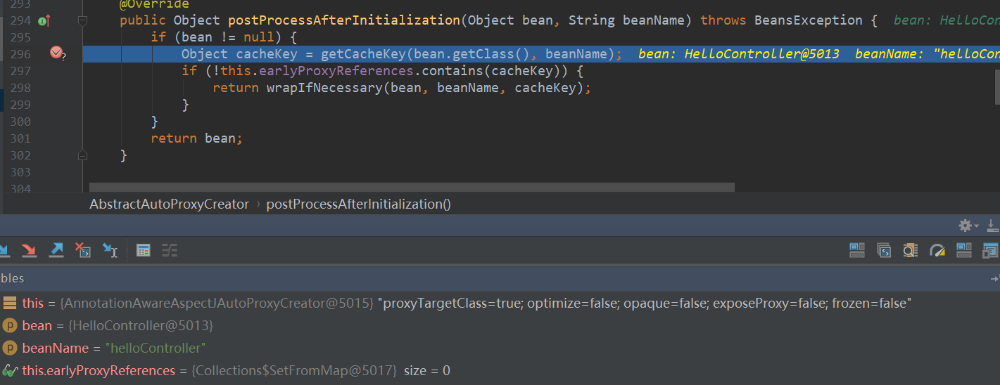 293 @Override
294 public Object postProcessAfterInitialization(Object bean, String beanName) throws BeansException { bean: HelloCon
295 if (bean != null) {
296 Object cacheKey = getCacheKey(bean.getClass(), beanName); bean: HelloController@5013 beanName: "helloCon
297 if (!this.earlyProxyReferences.contains(cacheKey)) {
298 return wrapIfNecessary(bean, beanName, cacheKey);
299 }
300 }
301 return bean;
302 }
303
304
AbstractAutoProxyCreator › postProcessAfterInitialization()
bles
this = {AnnotationAwareAspectJAutoProxyCreator@5015} "proxyTargetClass=true; optimize=false; opaque=false; exposeProxy=false; frozen=false"
bean = {HelloController@5013}
beanName = "helloController"
this.earlyProxyReferences = {Collections$SetFromMap@5017} size = 0